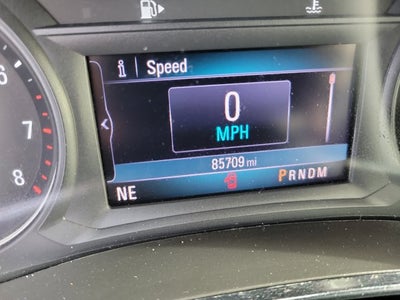 i Speed
0
MPH
85709 mi
NE PRNDM
6
7
8